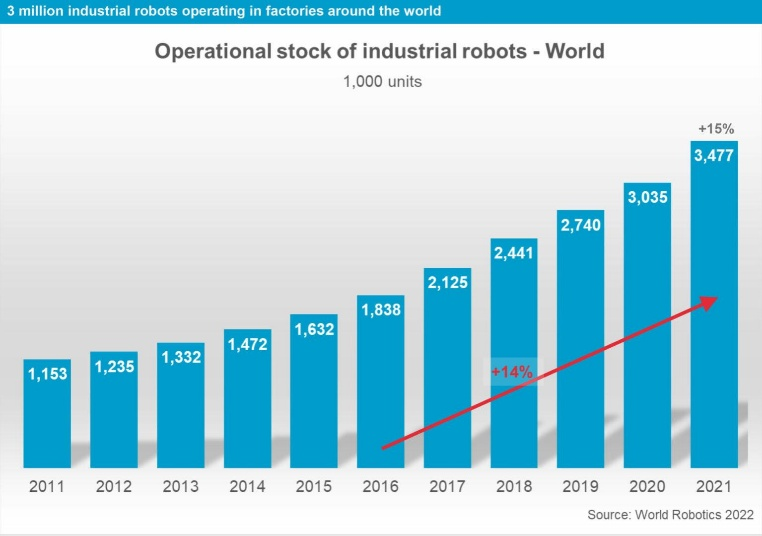 3 million industrial robots operating in factories around the world
Operational stock of industrial robots - World
1,000 units
+15%
3,477
3,035
2,740
2,441
2,125
1,838
1,632
1,472
1,332
1,235
1,153
+14%
2011 2012 2013 2014 2015 2016 2017 2018 2019 2020 2021
Source: World Robotics 2022